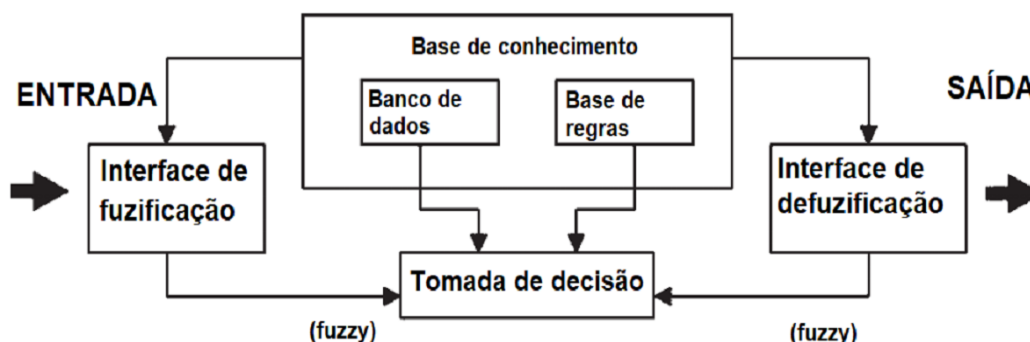 Base de conhecimento
ENTRADA
SAÍDA
Banco de
dados
Base de
regras
Interface de
fuzificação
Interface de
defuzificação
Tomada de decisão
(fuzzy)
(fuzzy)